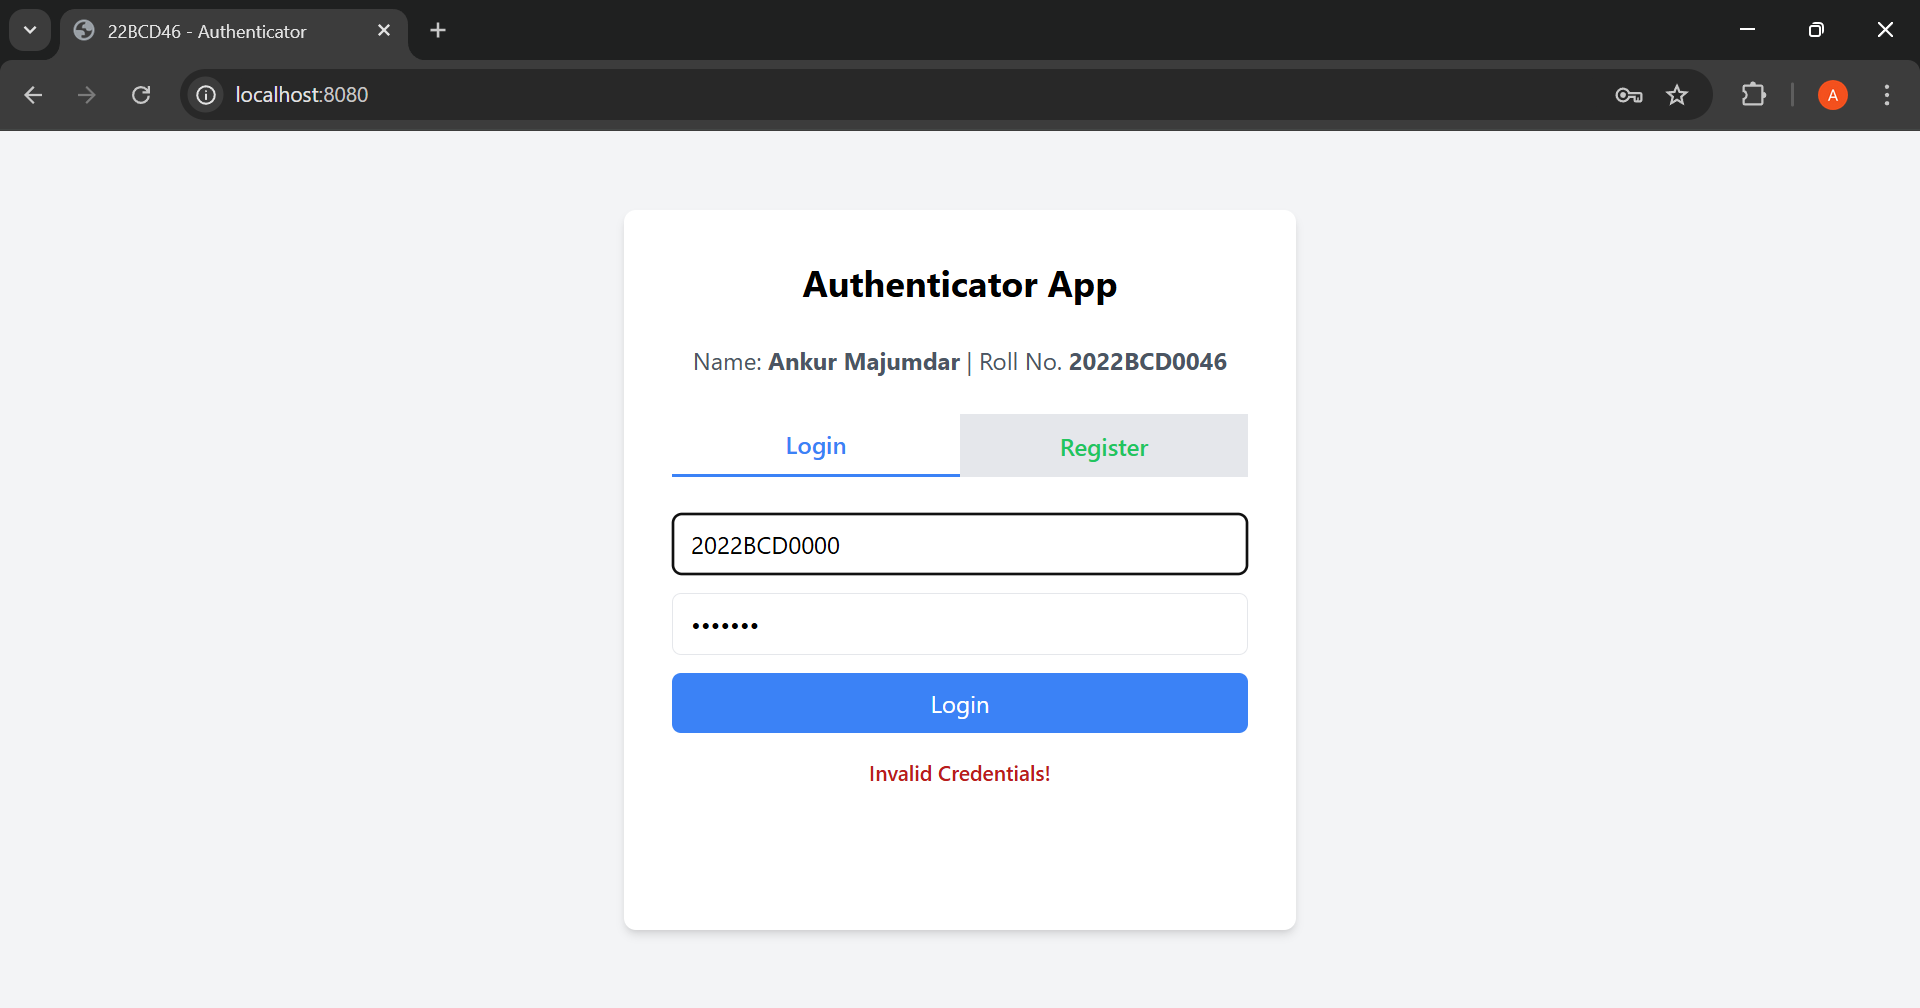 22BCD46 - Authenticator
localhost:8080
A
Authenticator App
Name: Ankur Majumdar | Roll No. 2022BCD0046
Login Register
2022BCD0000
•••••••
Login
Invalid Credentials!